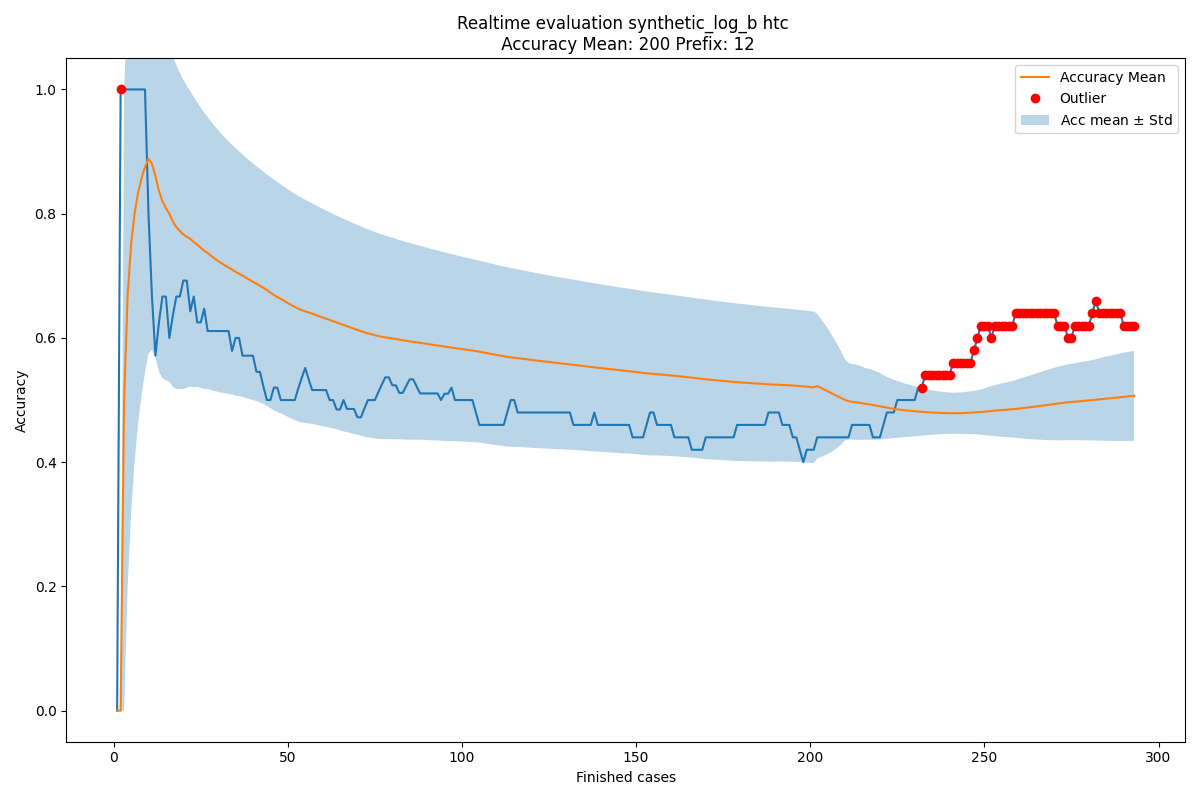 Realtime evaluation synthetic_log_b htc
Accuracy Mean: 200 Prefix: 12
Accuracy Mean
Outlier
Acc mean ± Std
1.0
0.8
0.6
0.4
0.2
0.0
Accuracy
0 50 100 150 200 250 300
Finished cases